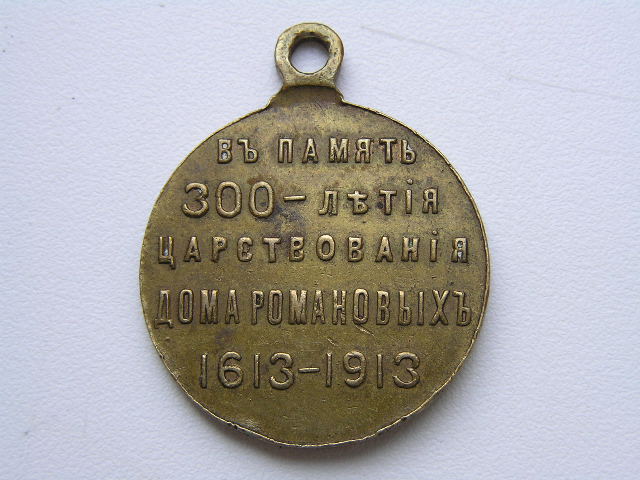 ВЪ ПАМЯТЬ
300-ЛѢТІЯ
ЦАРСТВОВАНІЯ
ДОМА РОМАНОВЫХЪ
1613-1913